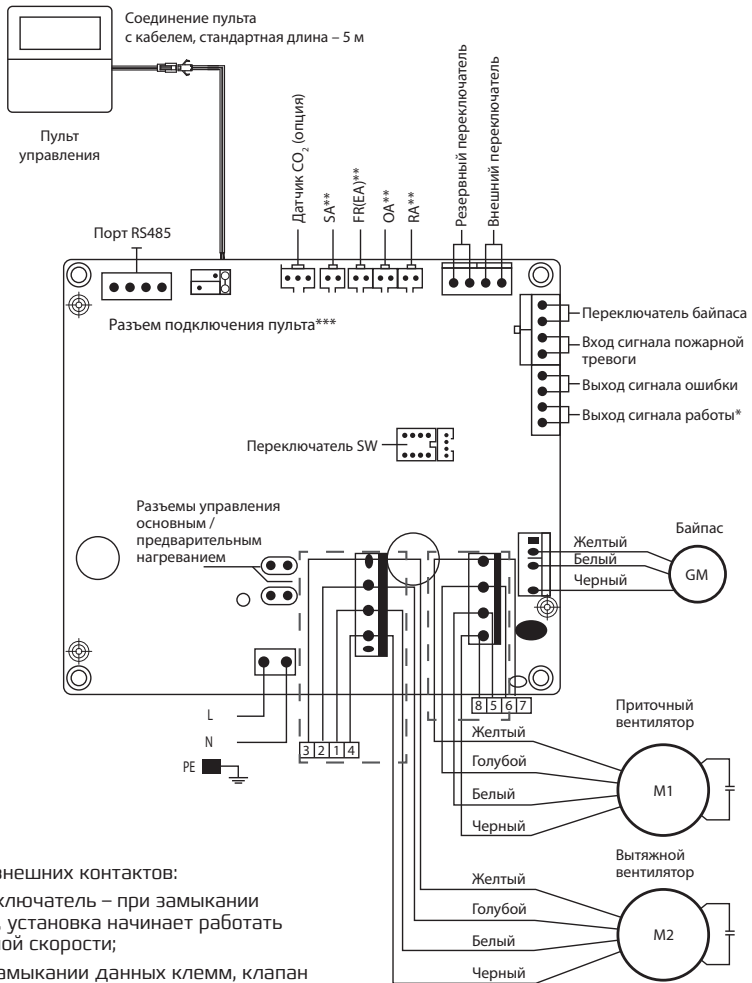 Соединение пульта
с кабелем, стандартная длина – 5 м
Пульт
управления
Датчик CO2 (опция)
SA**
FR(EA)**
OA**
RA**
Резервный переключатель
Внешний переключатель
Порт RS485
Разъем подключения пульта***
Переключатель байпаса
Вход сигнала пожарной
тревоги
Выход сигнала ошибки
Выход сигнала работы*
Переключатель SW
Разъемы управления
основным /
предварительным
нагреванием
Желтый
Белый
Черный
Байпас
GM
L
N
PE
3 2 1 4
8 5 6 7
Приточный
вентилятор
Желтый
Голубой
Белый
Черный
M1
Вытяжной
вентилятор
Желтый
Голубой
Белый
Черный
M2
внешних контактов:
ключатель – при замыкании
, установка начинает работать
ной скорости;
амыкании данных клемм, клапан